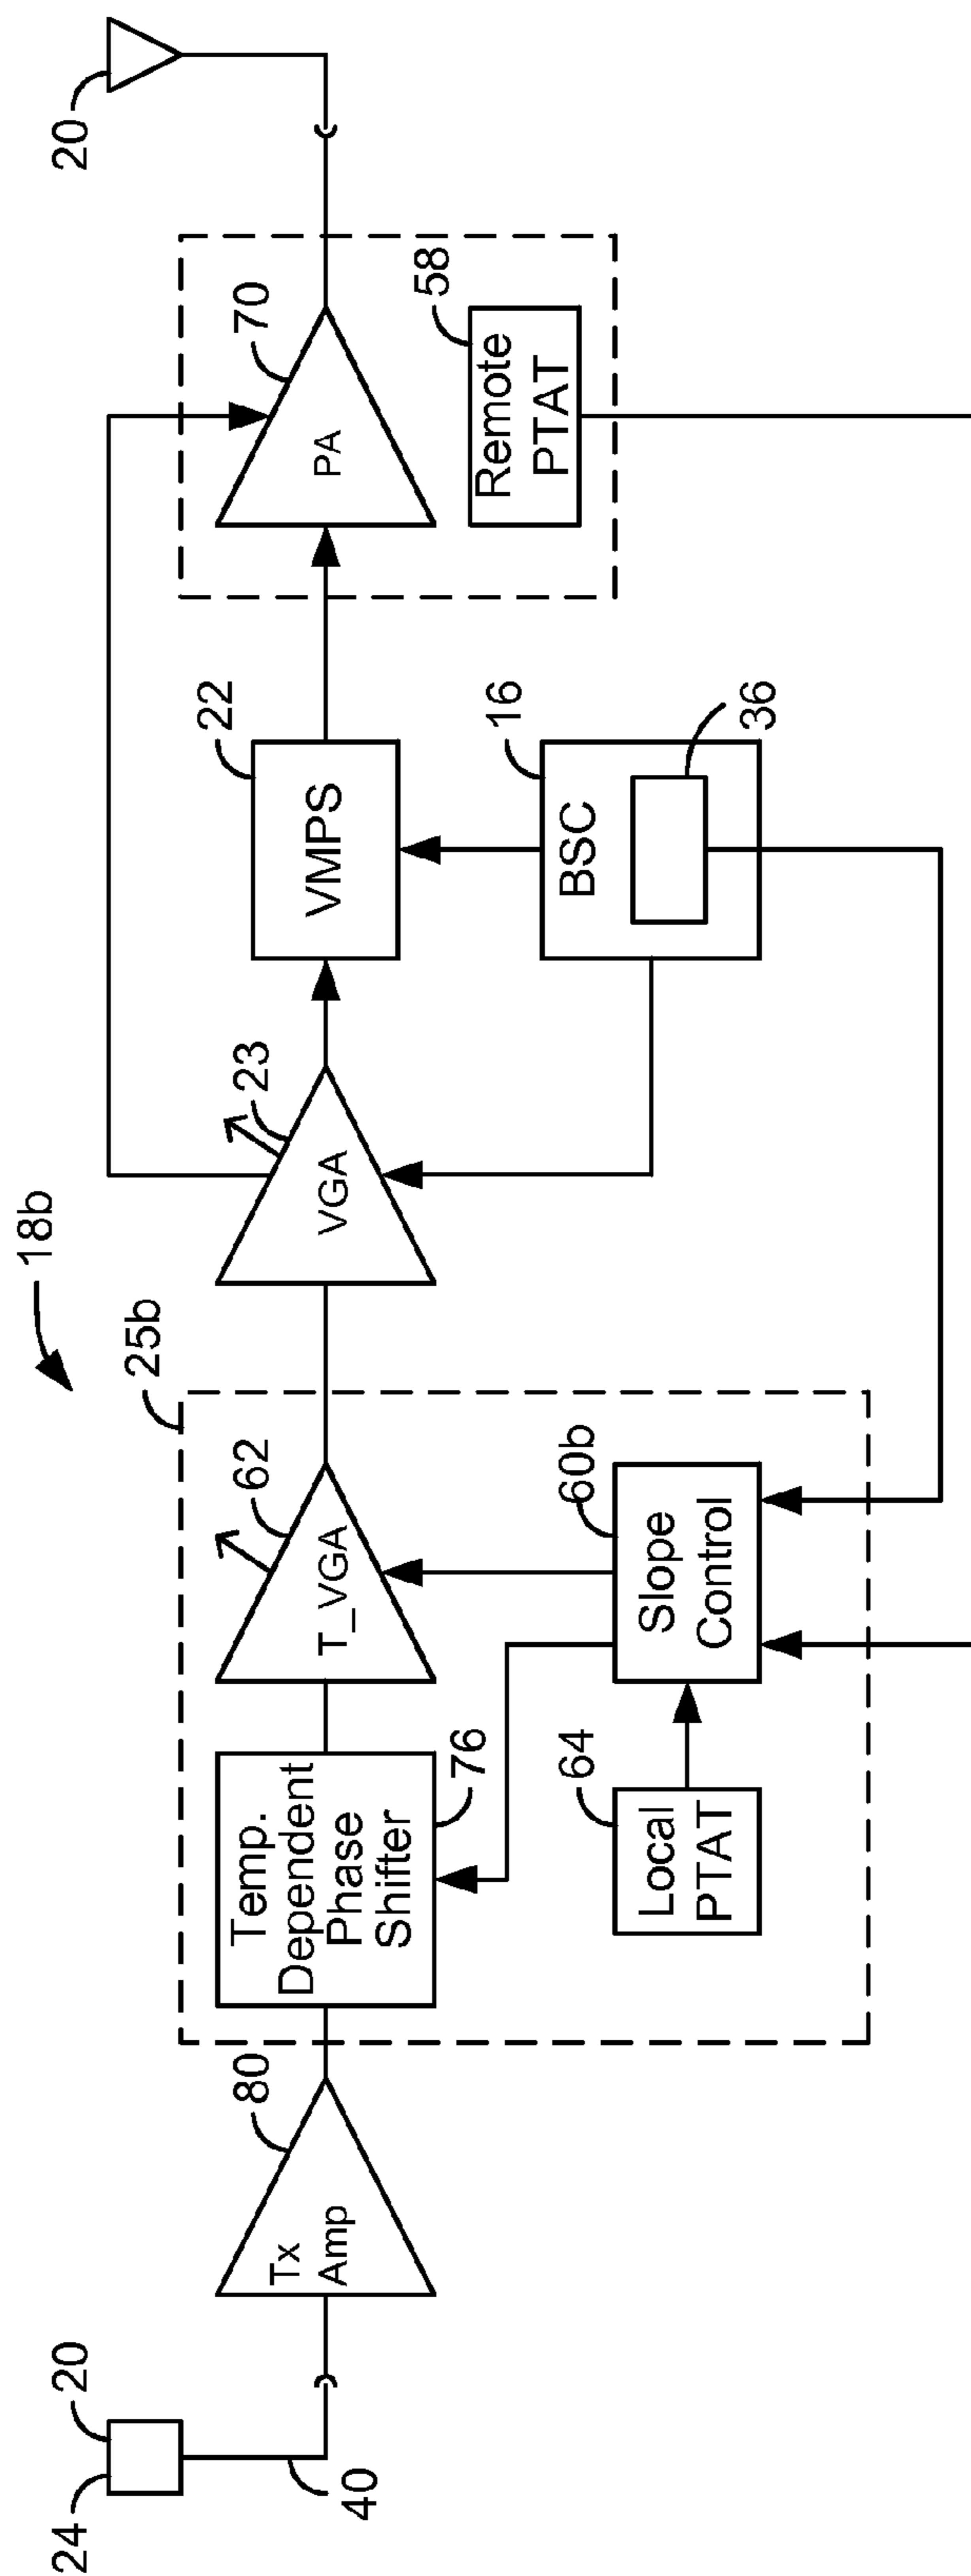 18b
24
20
40
Tx
Amp
80
25b
Temp.
Dependent
Phase
Shifter
76
T_VGA
62
Local
PTAT
64
Slope
Control
60b
VGA
23
VMPS
22
BSC
16
36
PA
70
Remote
PTAT
58
20